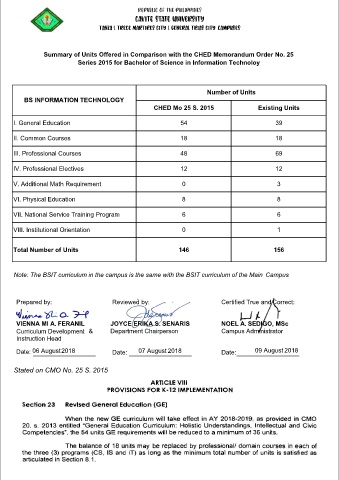 REPUBLIC OF THE PHILIPPINES
CAVITE STATE UNIVERSITY
TANZA | TRECE MARTIRES CITY | GENERAL TRIAS CITY CAMPUSES
Summary of Units Offered in Comparison with the CHED Memorandum Order No. 25
Series 2015 for Bachelor of Science in Information Technoloy
BS INFORMATION TECHNOLOGY
Number of Units
CHED Mo 25 S. 2015 Existing Units
I. General Education 54 39
II. Common Courses 18 18
III. Professional Courses 48 69
IV. Professional Electives 12 12
V. Additional Math Requirement 0 3
VI. Physical Education 8 8
VII. National Service Training Program 6 6
VIII. Institutional Orientation 0 1
Total Number of Units 146 156
Note: The BSIT curriculum in the campus is the same with the BSIT curriculum of the Main Campus
Prepared by: Reviewed by: Certified True and Correct:
VIENNA MI A. FERANIL JOYCE ERIKA S. SENARIS NOEL A. SEDIGO, MSc
Curriculum Development & Department Chairperson Campus Administrator
Instruction Head
Date: 06 August 2018 Date: 07 August 2018 Date: 09 August 2018
Stated on CMO No. 25 S. 2015
ARTICLE VIII
PROVISIONS FOR K-12 IMPLEMENTATION
Section 23 Revised General Education (GE)
When the new GE curriculum will take effect in AY 2018-2019, as provided in CMO
20, s. 2013 entitled "General Education Curriculum: Holistic Understandings, Intellectual and Civic
Competencies", the 54 units GE requirements will be reduced to a minimum of 36 units.
The balance of 18 units may be replaced by professional/ domain courses in each of
the three (3) programs (CS, IS and IT) as long as the minimum total number of units is satisfied as
articulated in Section 8.1.